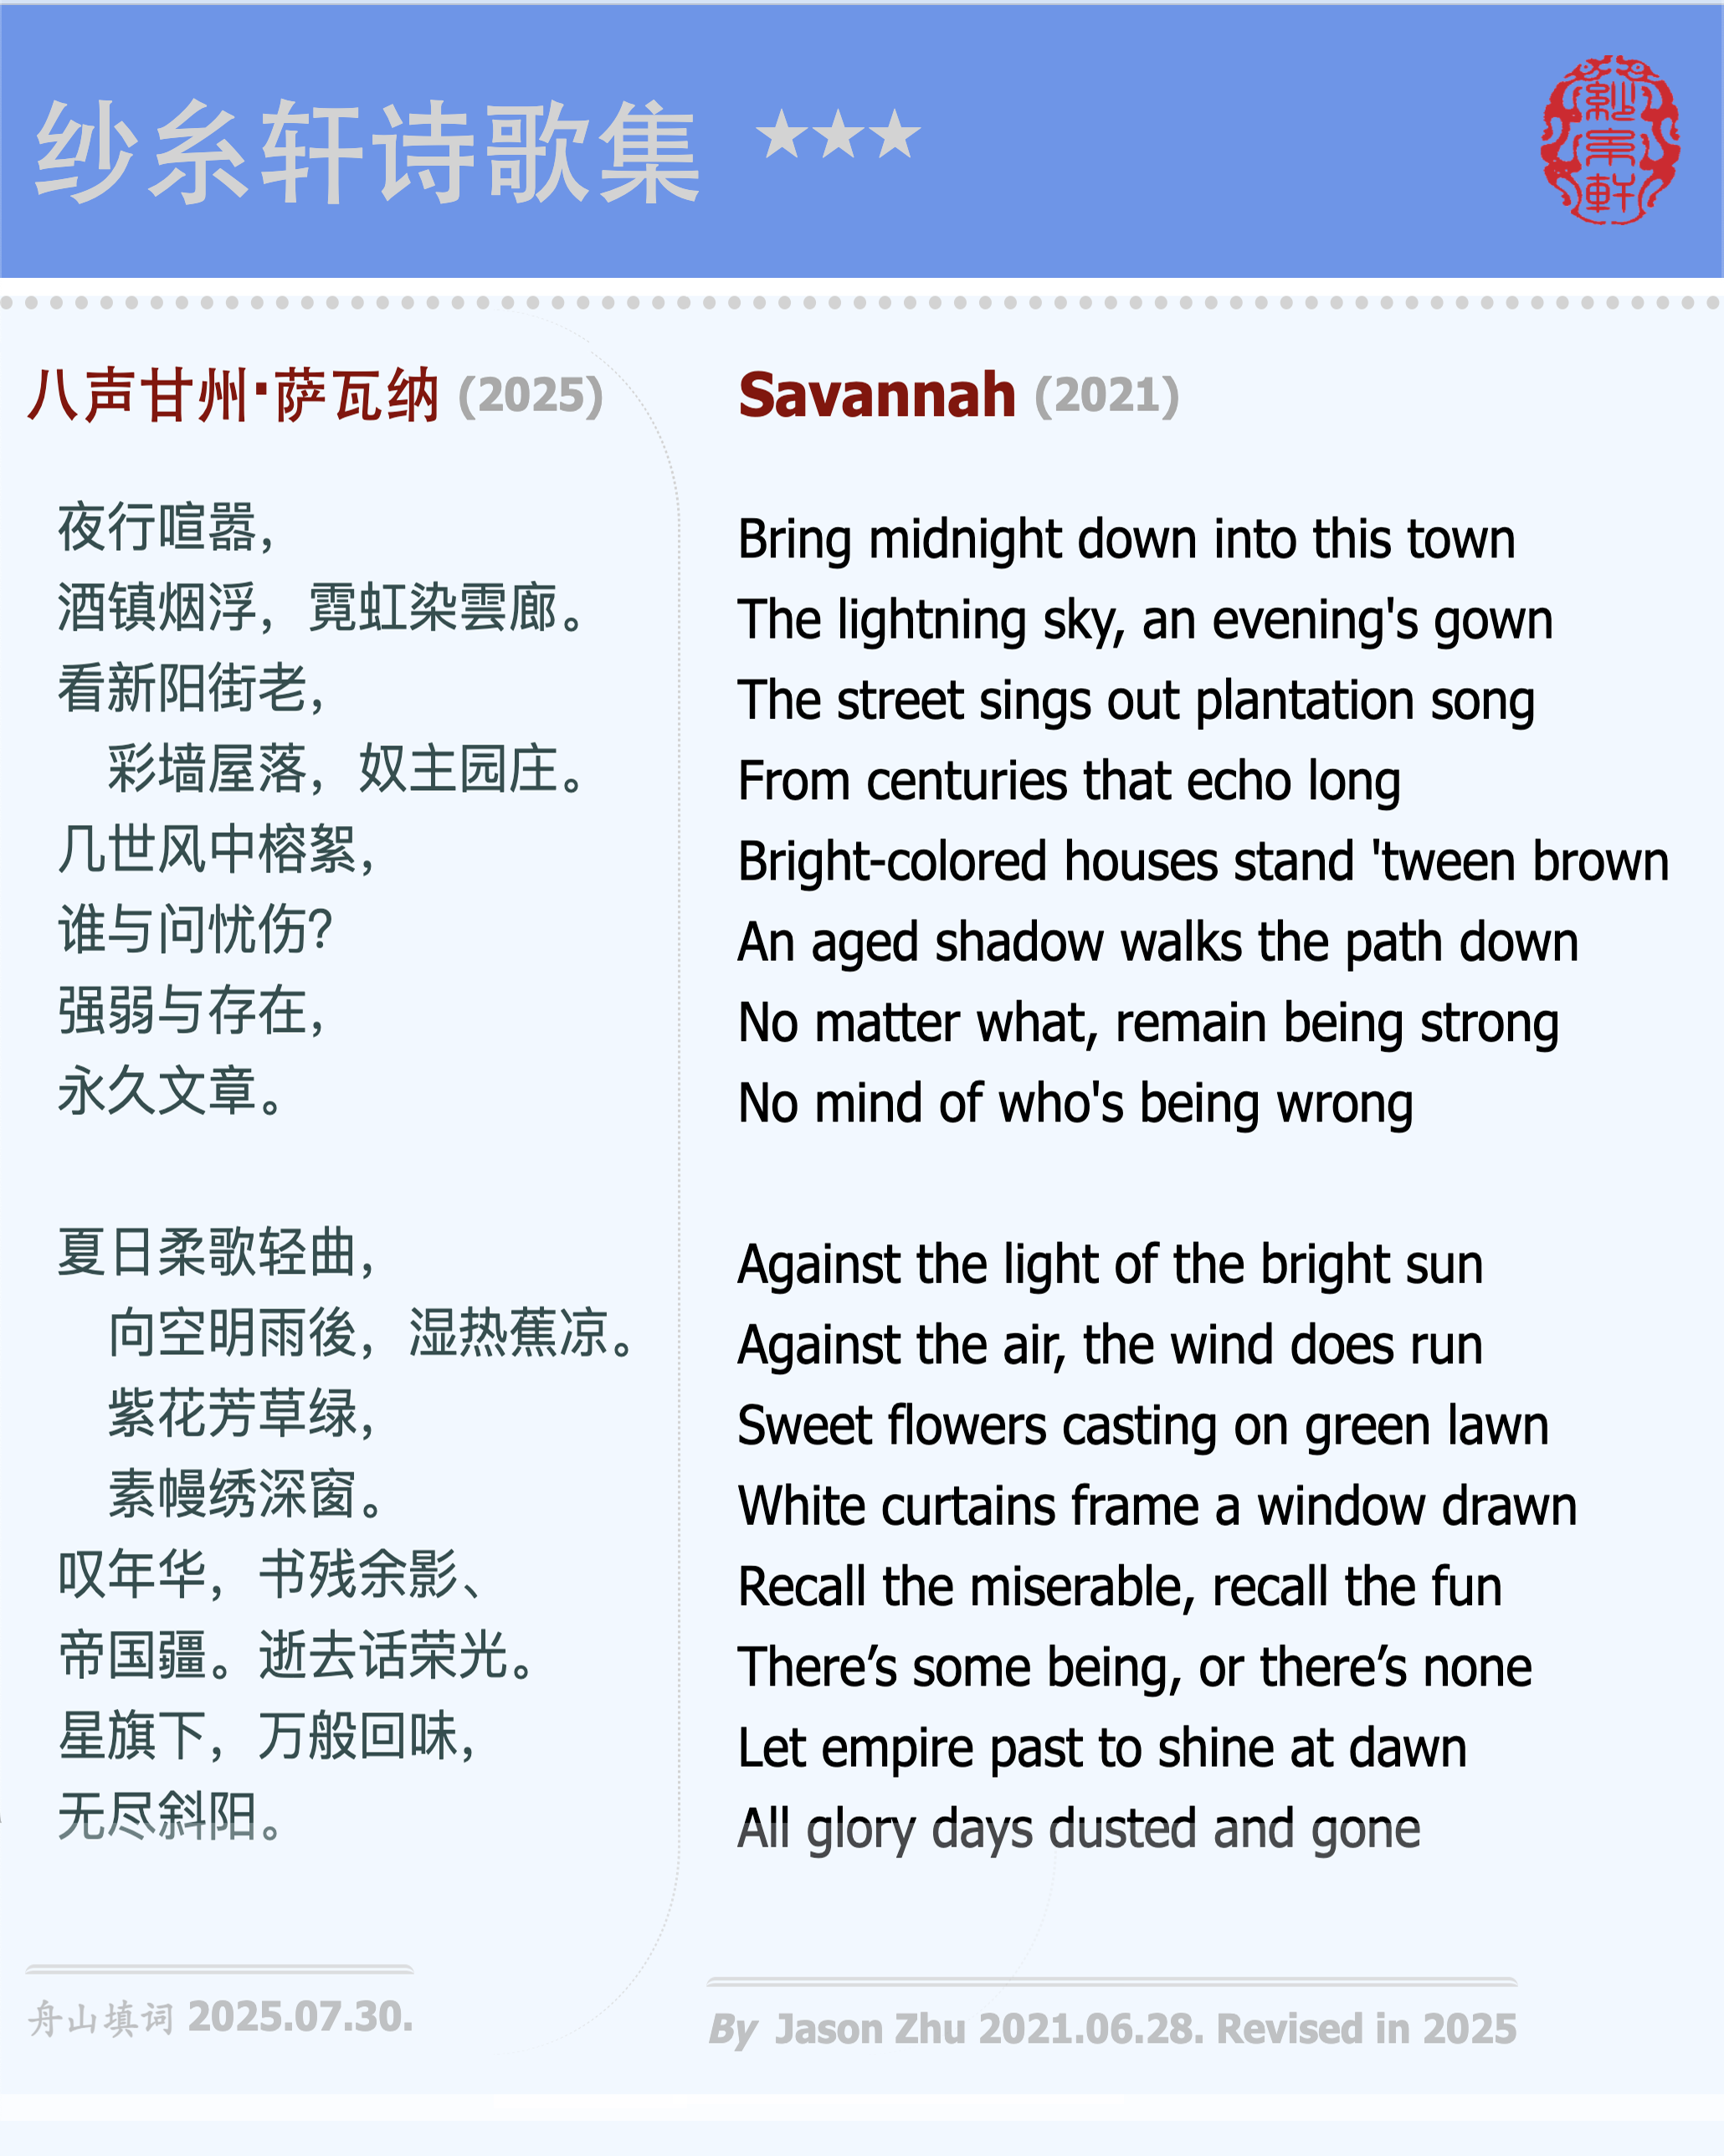 纱糸轩诗歌集 ★★★
紗糸軒
八声甘州·萨瓦纳 (2025)
夜行喧嚣，
酒镇烟浮，霓虹染雲廊。
看新阳街老，
彩墙屋落，奴主园庄。
几世风中榕絮，
谁与问忧伤？
强弱与存在，
永久文章。
夏日柔歌轻曲，
向空明雨後，湿热蕉凉。
紫花芳草绿，
素幔绣深窗。
叹年华，书残余影、
帝国疆。逝去话荣光。
星旗下，万般回味，
无尽斜阳。
舟山填词 2025.07.30.
Savannah (2021)
Bring midnight down into this town
The lightning sky, an evening's gown
The street sings out plantation song
From centuries that echo long
Bright-colored houses stand 'tween brown
An aged shadow walks the path down
No matter what, remain being strong
No mind of who's being wrong
Against the light of the bright sun
Against the air, the wind does run
Sweet flowers casting on green lawn
White curtains frame a window drawn
Recall the miserable, recall the fun
There’s some being, or there’s none
Let empire past to shine at dawn
All glory days dusted and gone
By Jason Zhu 2021.06.28. Revised in 2025